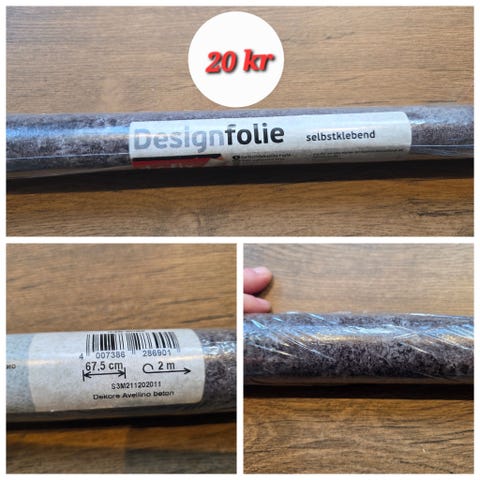 20 kr
Designfolie
selbstklebend
4 007386 286901
67,5 cm 2 m
S3M211202011
Dekore Avellino beton